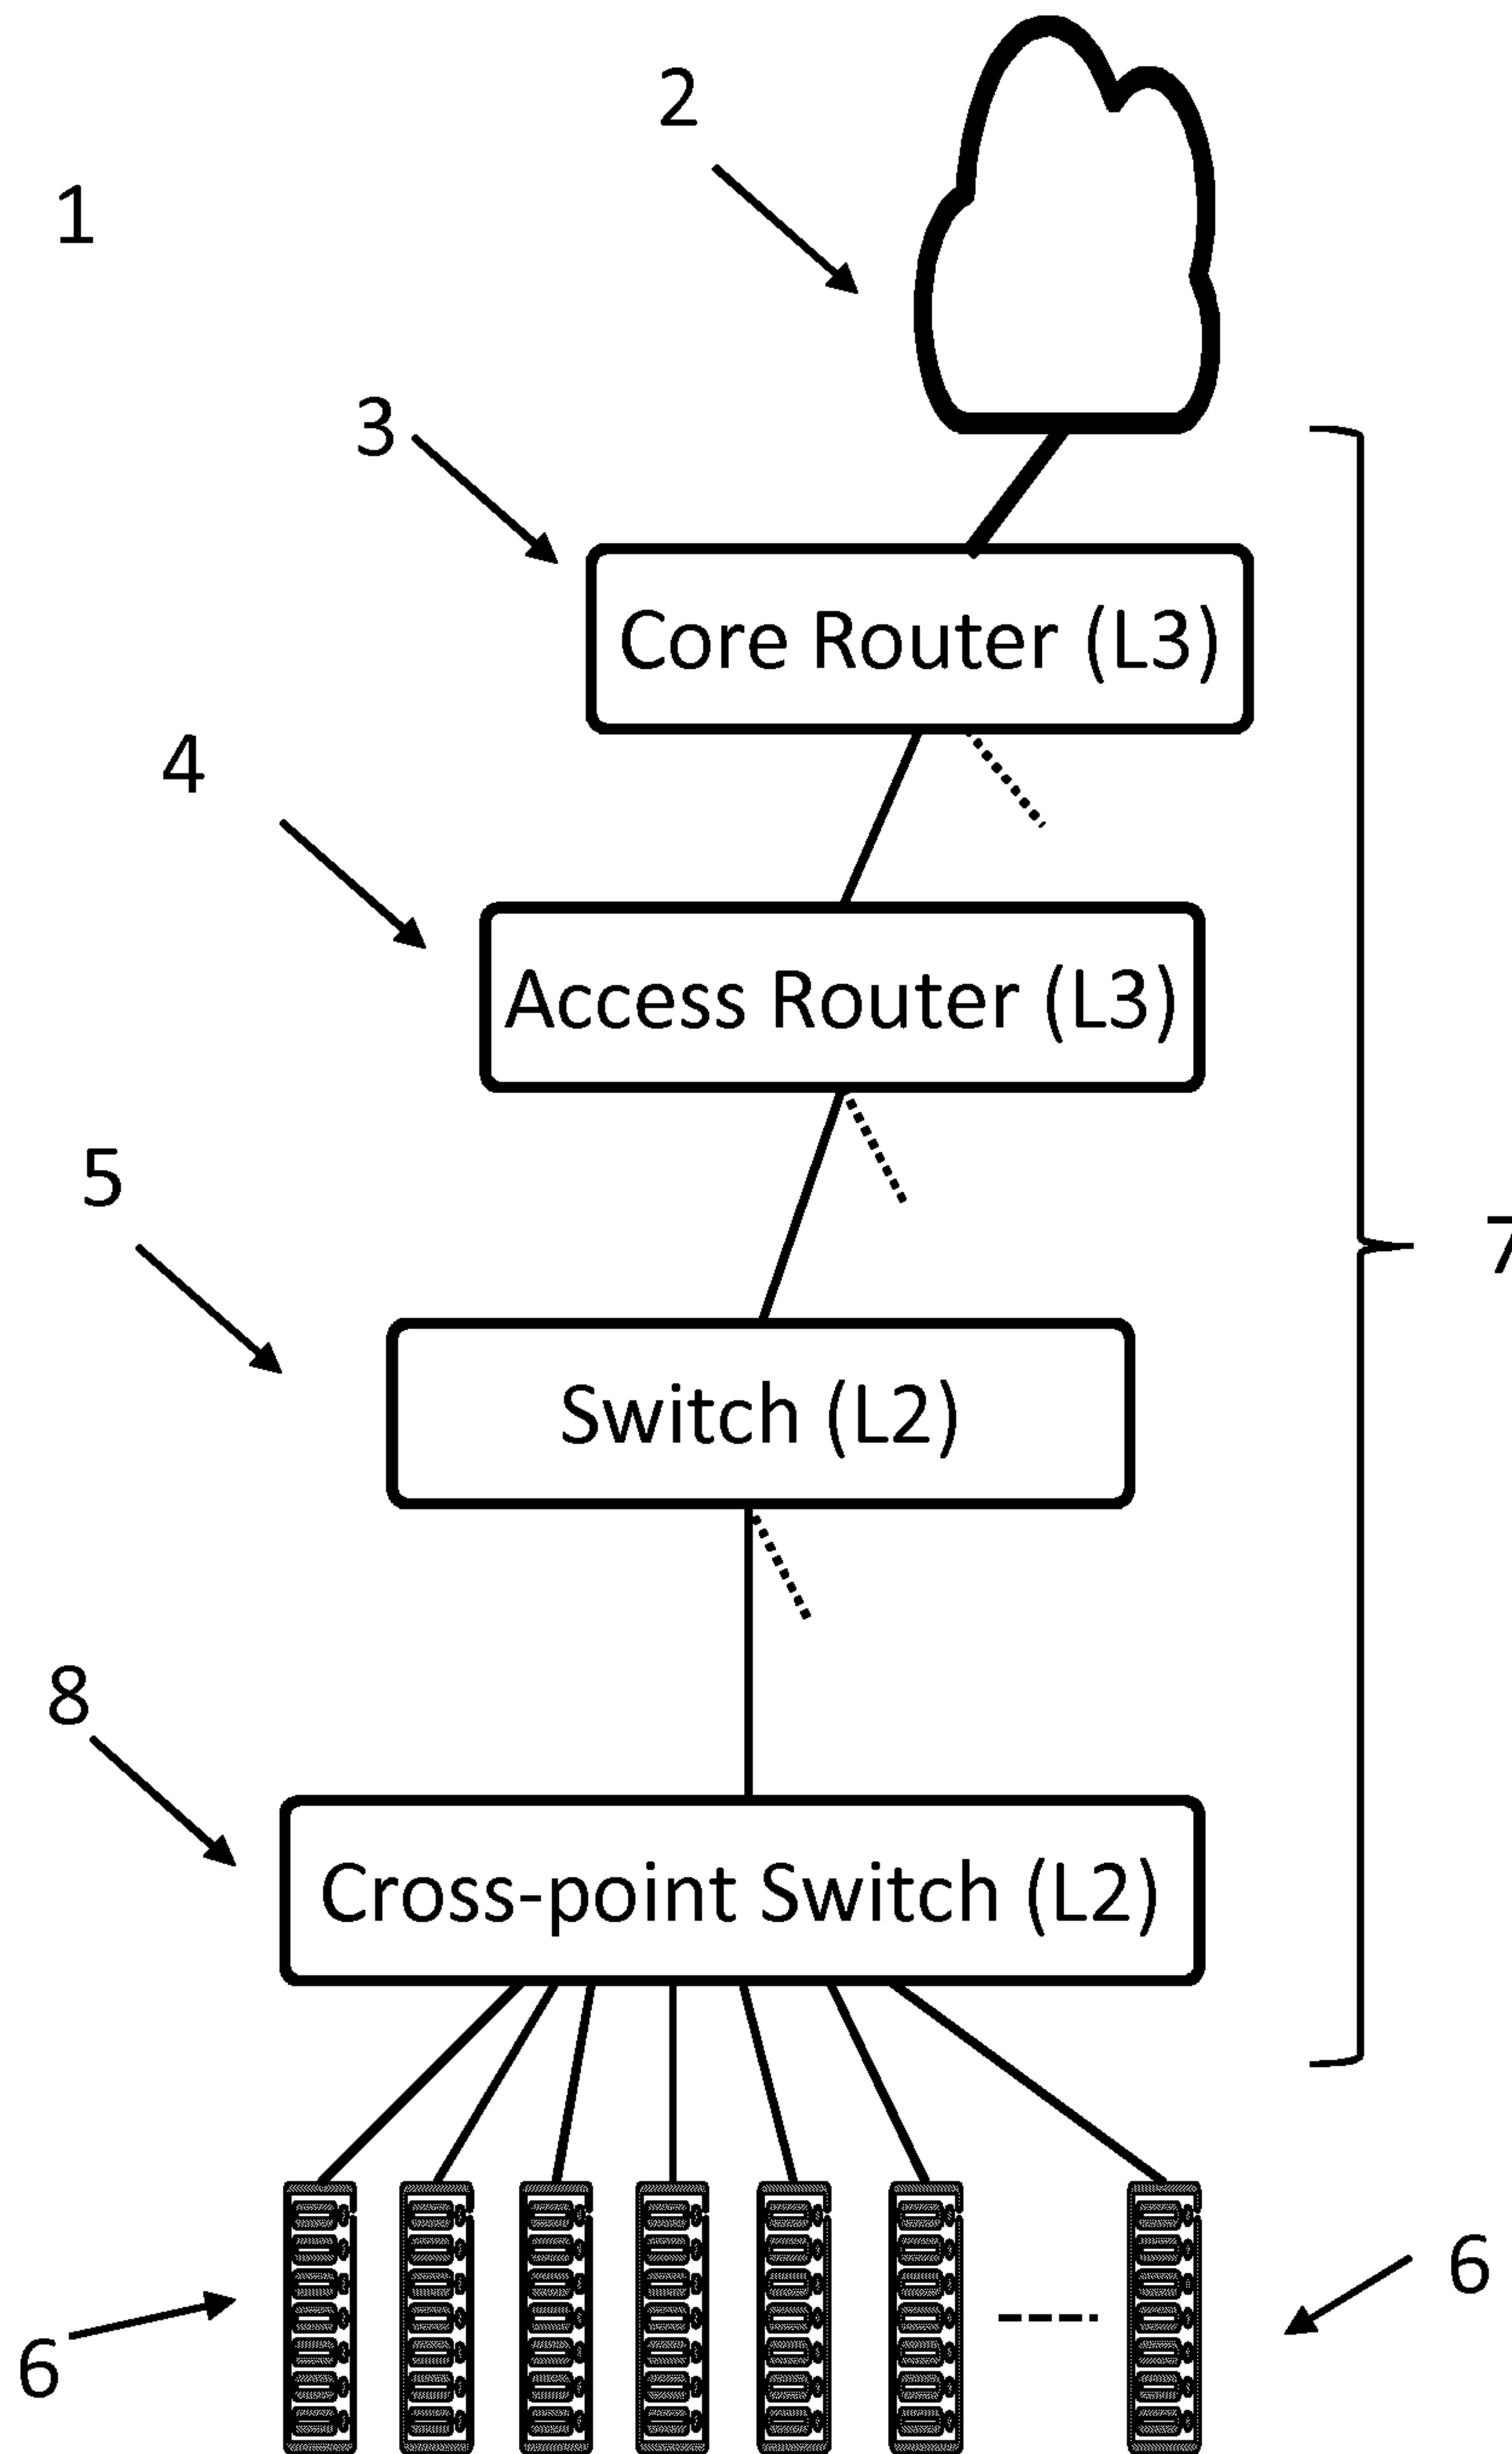 2
1
3
Core Router (L3)
4
Access Router (L3)
5
7
Switch (L2)
8
Cross-point Switch (L2)
6
6